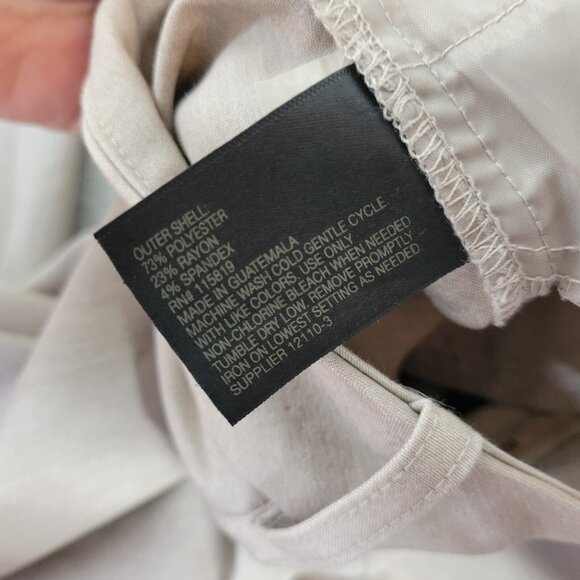 OUTER SHELL:
73% POLYESTER
23% RAYON
4% SPANDEX
RN# 115819
MADE IN GUATEMALA
MACHINE WASH COLD GENTLE CYCLE
WITH LIKE COLORS, USE ONLY
NON-CHLORINE BLEACH WHEN NEEDED
TUMBLE DRY LOW, REMOVE PROMPTLY
IRON ON LOWEST SETTING AS NEEDED.
SUPPLIER 12110-3